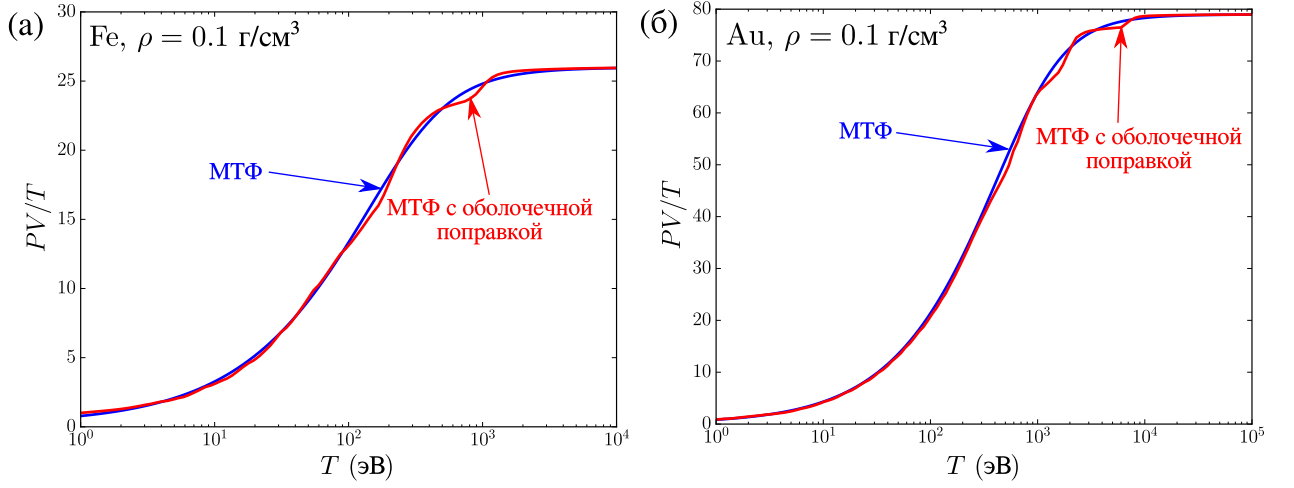 (а)
Fe, ρ = 0.1 г/см³
30
25
20
15
10
5
0
PV/T
МТФ
МТФ с оболочечной
поправкой
10⁰
10¹
10²
10³
10⁴
T (эВ)
(б)
Au, ρ = 0.1 г/см³
80
70
60
50
40
30
20
10
0
PV/T
МТФ
МТФ с оболочечной
поправкой
10⁰
10¹
10²
10³
10⁴
10⁵
T (эВ)